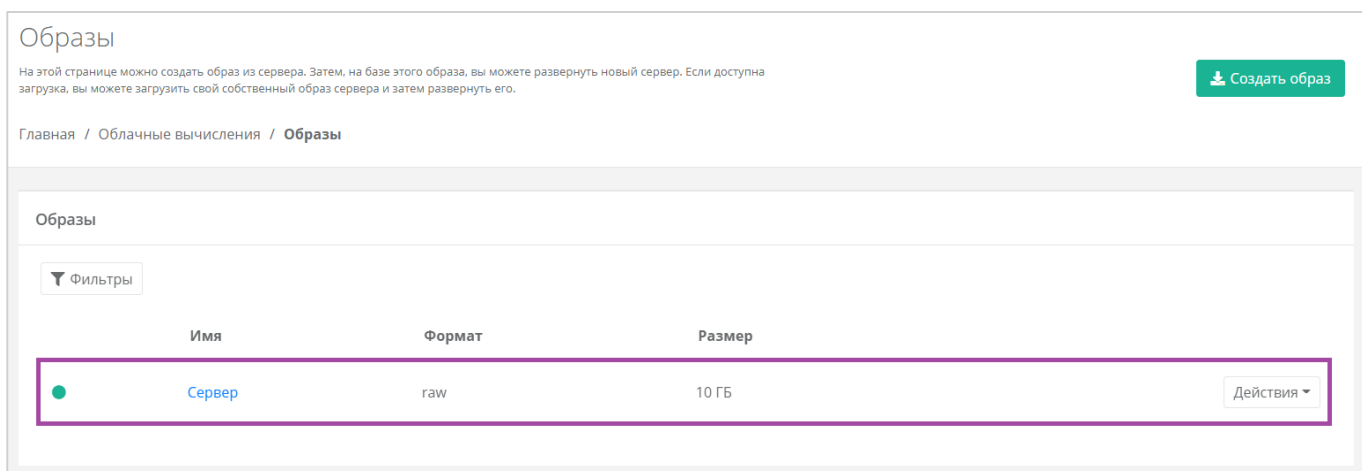 Образы
На этой странице можно создать образ из сервера. Затем, на базе этого образа, вы можете развернуть новый сервер. Если доступна
загрузка, вы можете загрузить свой собственный образ сервера и затем развернуть его.
Создать образ
Главная / Облачные вычисления / Образы
Образы
Фильтры
Имя Формат Размер
Сервер raw 10 ГБ Действия